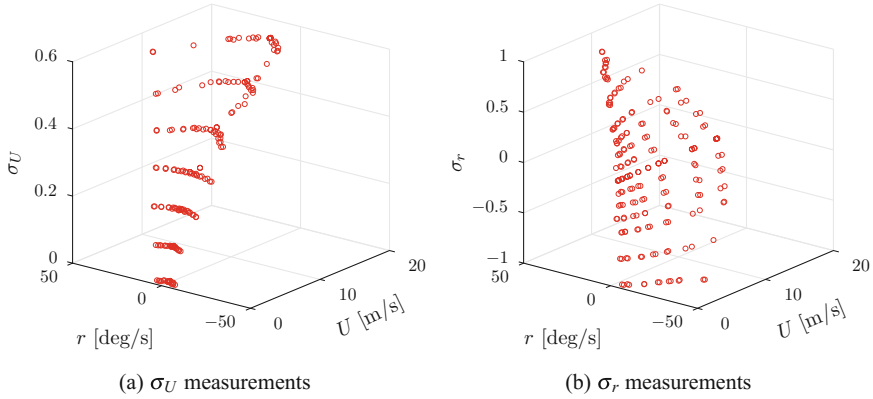 0.6
0.4
0.2
0
σ_U
50
0
−50
r [deg/s]
0
10
20
U [m/s]
(a) σ_U measurements
1
0.5
0
−0.5
−1
σ_r
50
0
−50
r [deg/s]
0
10
20
U [m/s]
(b) σ_r measurements